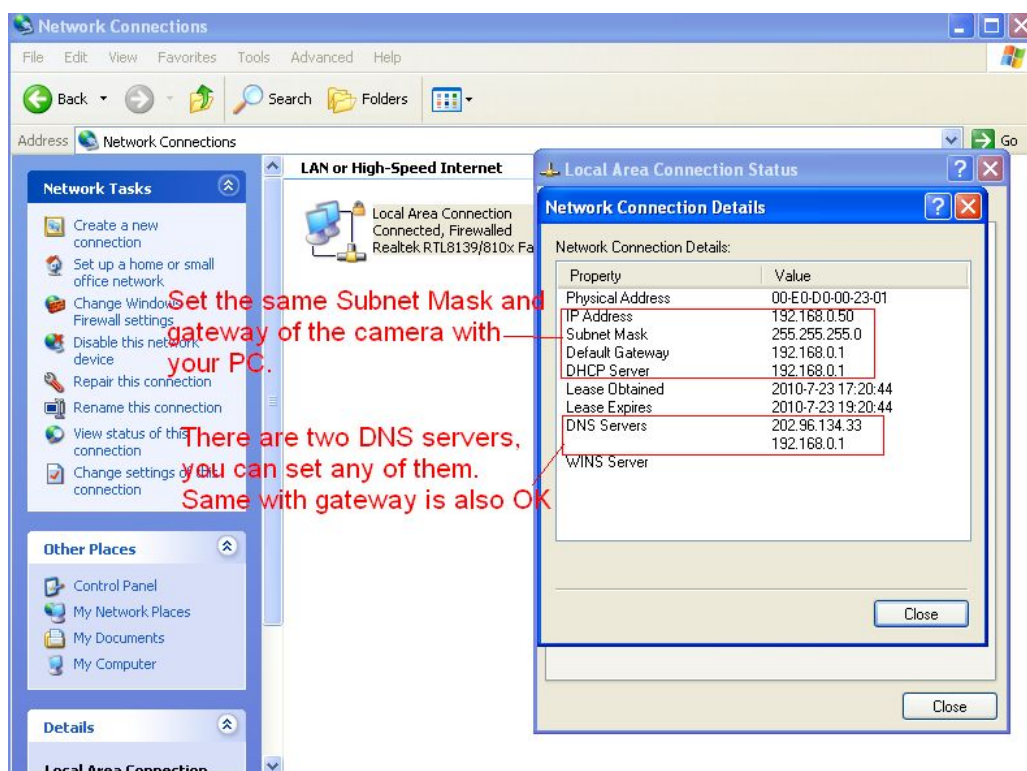 Network Connections
File Edit View Favorites Tools Advanced Help
Back Search Folders
Address Network Connections Go
Network Tasks
Create a new
connection
Set up a home or small
office network
Change Windows
Firewall settings
Disable this network
device
Repair this connection
Rename this connection
View status of this
connection
Change settings of this
connection
Other Places
Control Panel
My Network Places
My Documents
My Computer
Details
Local Area Connection
LAN or High-Speed Internet
Local Area Connection
Connected, Firewalled
Realtek RTL8139/810x Fa
Set the same Subnet Mask and
gateway of the camera with
your PC.
There are two DNS servers,
you can set any of them.
Same with gateway is also OK
Local Area Connection Status
Network Connection Details
Network Connection Details:
Property Value
Physical Address 00-E0-D0-00-23-01
IP Address 192.168.0.50
Subnet Mask 255.255.255.0
Default Gateway 192.168.0.1
DHCP Server 192.168.0.1
Lease Obtained 2010-7-23 17:20:44
Lease Expires 2010-7-23 19:20:44
DNS Servers 202.96.134.33
192.168.0.1
WINS Server
Close
Close